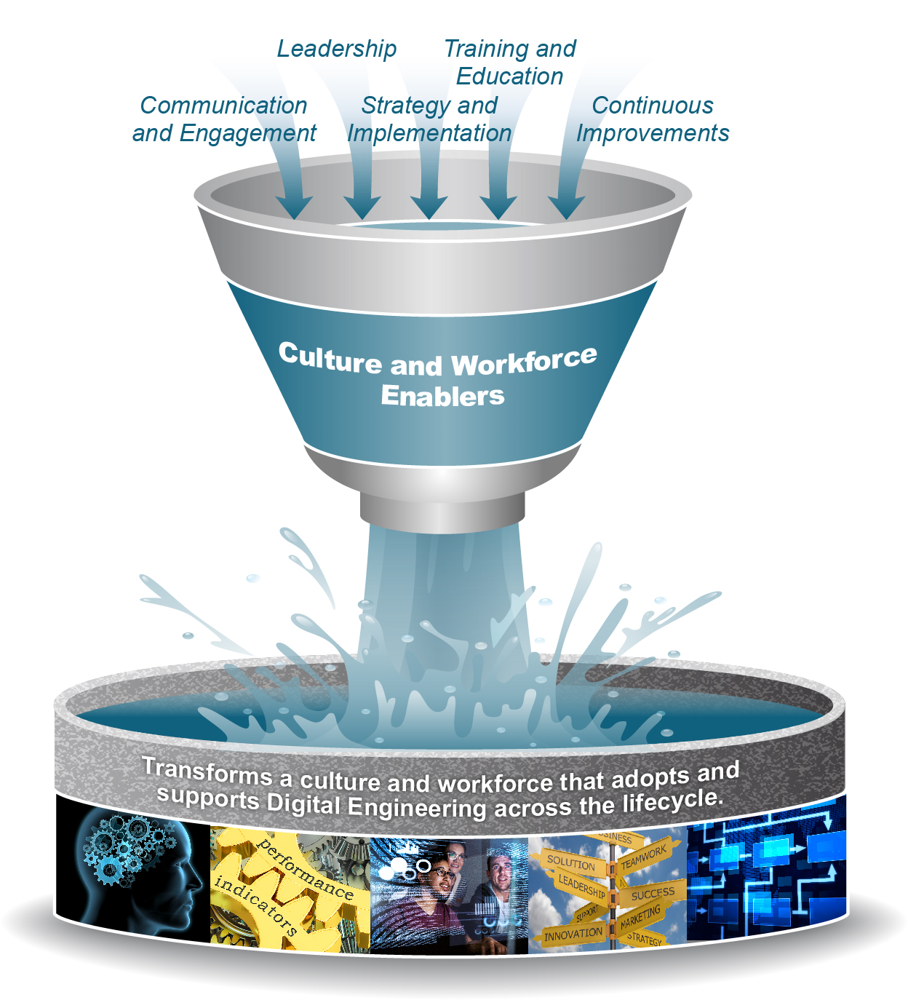 Leadership
Training and
Education
Communication
and Engagement
Strategy and
Implementation
Continuous
Improvements
Culture and Workforce
Enablers
Transforms a culture and workforce that adopts and
supports Digital Engineering across the lifecycle.
performance
indicators
SOLUTION
TEAMWORK
LEADERSHIP
SUCCESS
SUPPORT
MARKETING
INNOVATION
STRATEGY